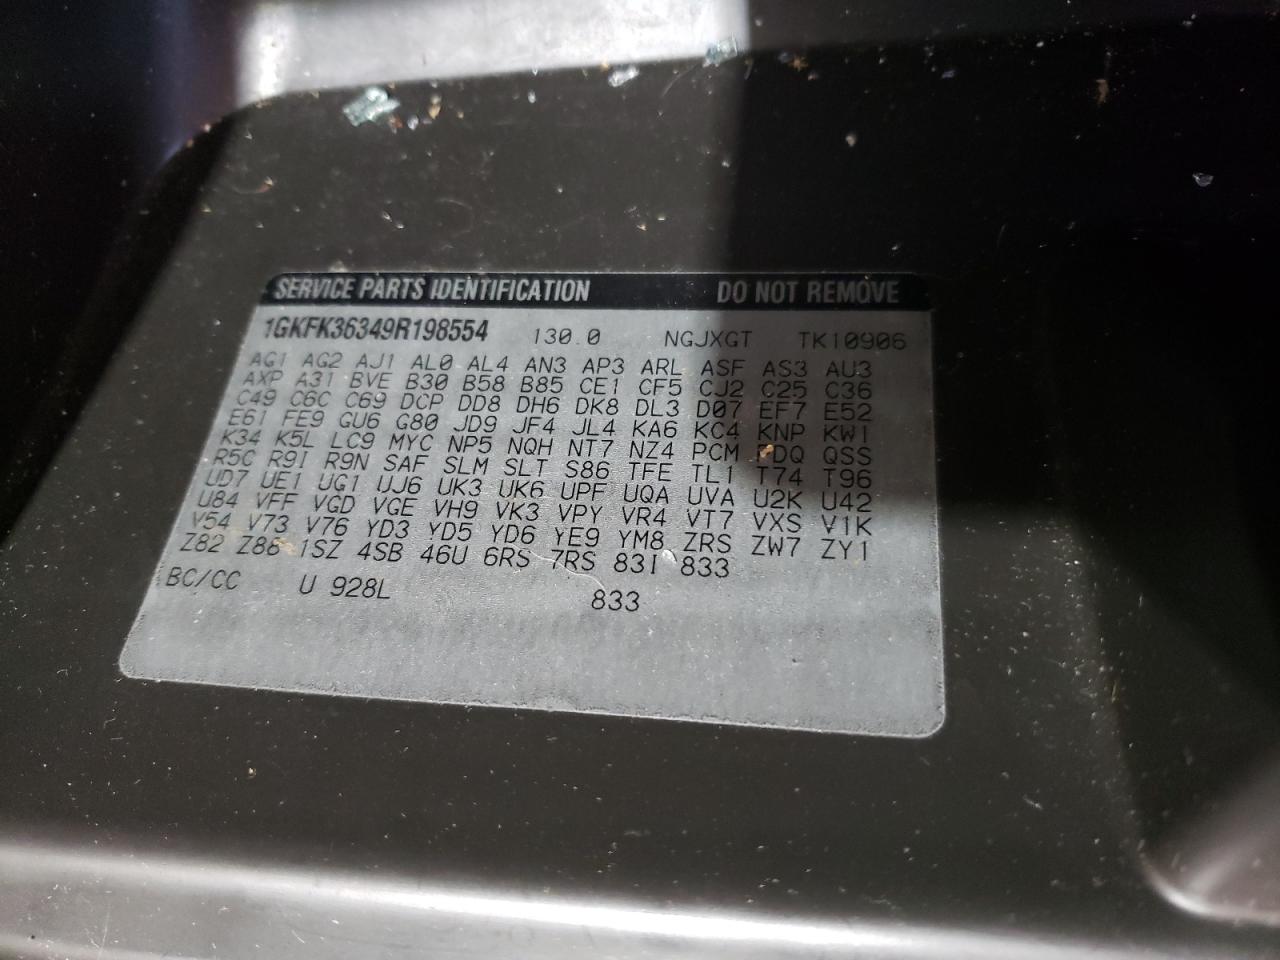 SERVICE PARTS IDENTIFICATION DO NOT REMOVE
1GKFK36349R198554 130.0 NGJXGT TK10906
AG1 AG2 AJ1 AL0 AL4 AN3 AP3 ARL ASF AS3 AU3
AXP A31 BVE B30 B58 B85 CE1 CF5 CJ2 C25 C36
C49 C6C C69 DCP DD8 DH6 DK8 DL3 D07 EF7 E52
E61 FE9 GU6 G80 JD9 JF4 JL4 KA6 KC4 KNP KW1
K34 K5L LC9 MYC NP5 NQH NT7 NZ4 PCM PDQ QSS
R5C R9I R9N SAF SLM SLT S86 TFE TL1 T74 T96
UD7 UE1 UG1 UJ6 UK3 UK6 UPF UQA UVA U2K U42
U84 VFF VGD VGE VH9 VK3 VPY VR4 VT7 VXS V1K
V54 V73 V76 YD3 YD5 YD6 YE9 YM8 ZRS ZW7 ZY1
Z82 Z88 1SZ 4SB 46U 6RS 7RS 83I 833
BC/CC U 928L 833